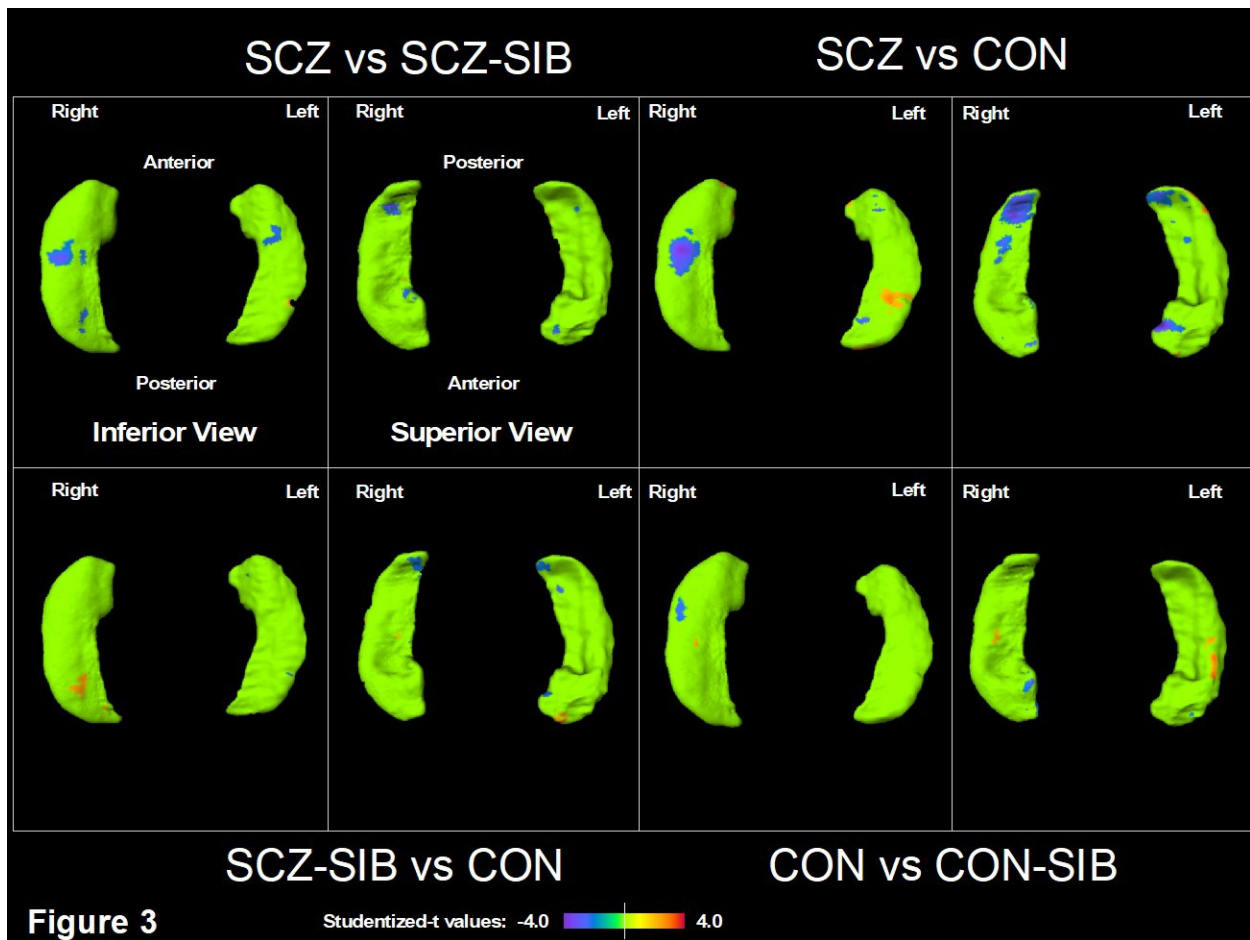 SCZ vs SCZ-SIB SCZ vs CON
Right Left Right Left Right Left Right Left
Anterior Posterior
Posterior Anterior
Inferior View Superior View
Right Left Right Left Right Left Right Left
SCZ-SIB vs CON CON vs CON-SIB
Figure 3 Studentized-t values: -4.0 4.0